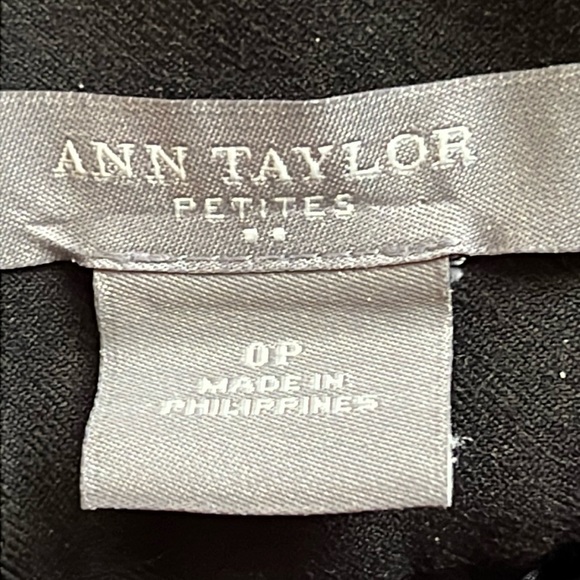 ANN TAYLOR
PETITES
0P
MADE IN:
PHILIPPINES